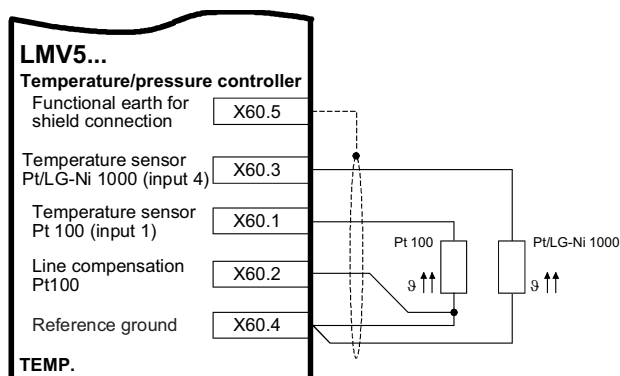 LMV5...
Temperature/pressure controller
Functional earth for
shield connection
X60.5
Temperature sensor
Pt/LG-Ni 1000 (input 4)
X60.3
Temperature sensor
Pt 100 (input 1)
X60.1
Line compensation
Pt100
X60.2
Reference ground
X60.4
TEMP.
Pt 100
ϑ
Pt/LG-Ni 1000
ϑ